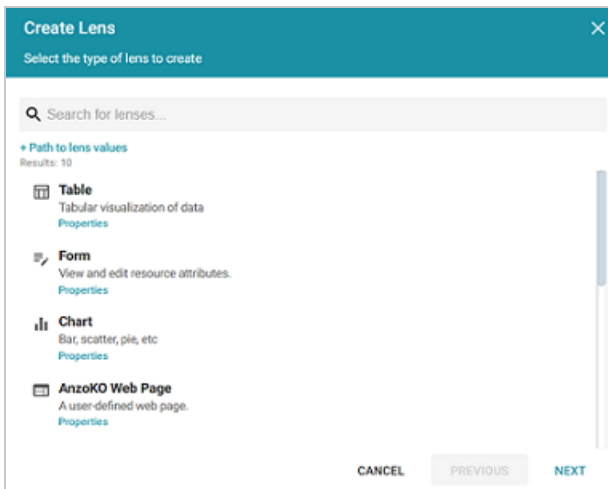 Create Lens
Select the type of lens to create
Search for lenses...
+ Path to lens values
Results: 10
Table
Tabular visualization of data
Properties
Form
View and edit resource attributes.
Properties
Chart
Bar, scatter, pie, etc
Properties
AnzoKO Web Page
A user-defined web page.
Properties
CANCEL PREVIOUS NEXT